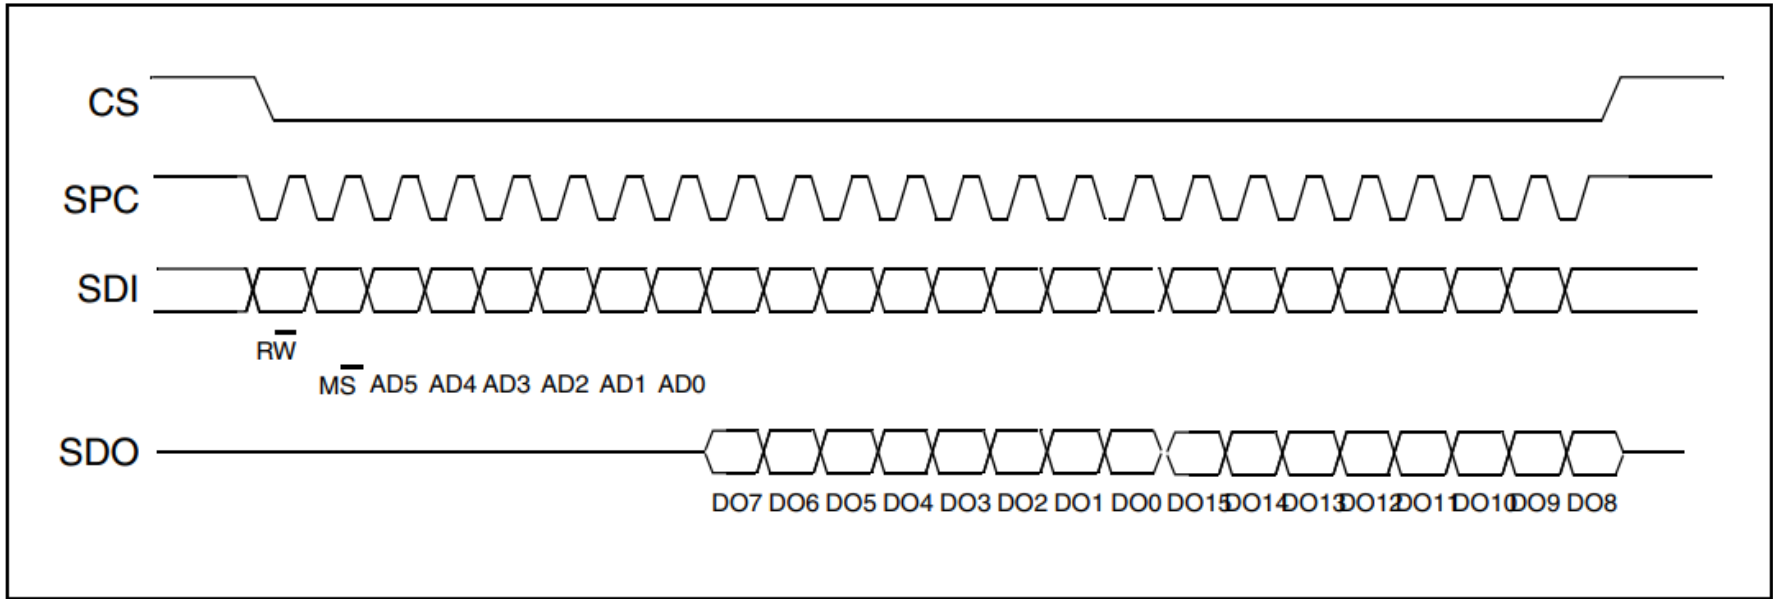 CS
SPC
SDI
RW̅
MS̅ AD5 AD4 AD3 AD2 AD1 AD0
SDO
DO7 DO6 DO5 DO4 DO3 DO2 DO1 DO0 DO15 DO14 DO13 DO12 DO11 DO10 DO9 DO8